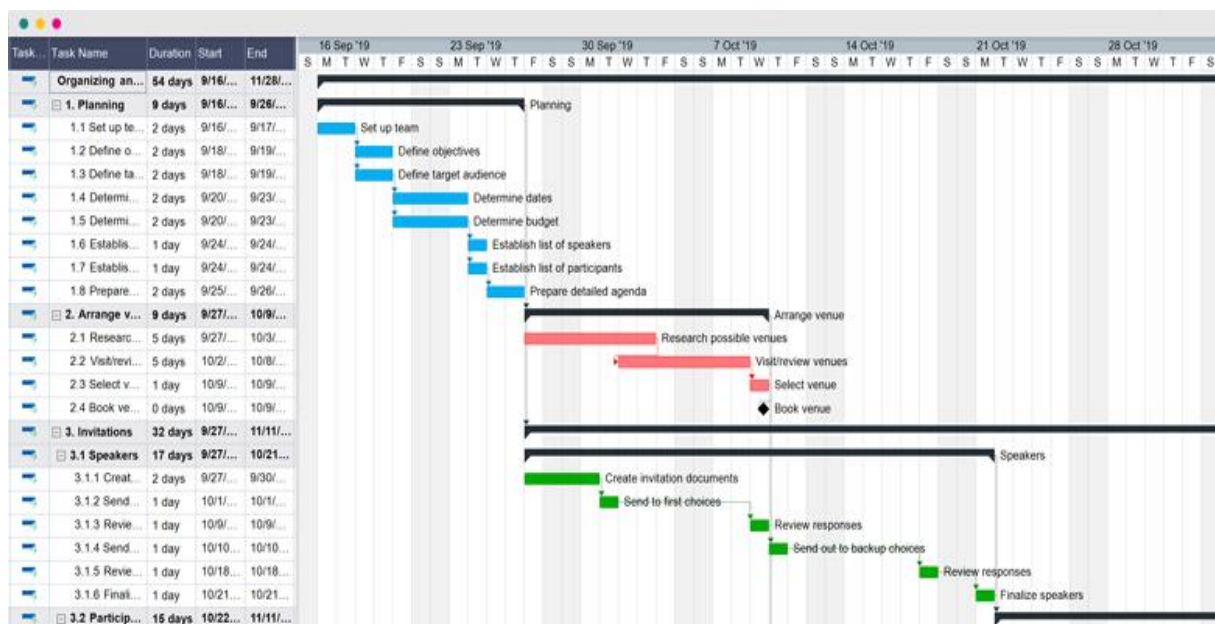 16 Sep '19 23 Sep '19 30 Sep '19 7 Oct '19 14 Oct '19 21 Oct '19 28 Oct '19
Task... Task Name Duration Start End
S M T W T F S S M T W T F S S M T W T F S S M T W T F S S M T W T F S S M T W T F S S M T W T F S
Organizing an... 54 days 9/16/... 11/28/...
1. Planning 9 days 9/16/... 9/26/... Planning
1.1 Set up te... 2 days 9/16/... 9/17/... Set up team
1.2 Define o... 2 days 9/18/... 9/19/... Define objectives
1.3 Define ta... 2 days 9/18/... 9/19/... Define target audience
1.4 Determi... 2 days 9/20/... 9/23/... Determine dates
1.5 Determi... 2 days 9/20/... 9/23/... Determine budget
1.6 Establis... 1 day 9/24/... 9/24/... Establish list of speakers
1.7 Establis... 1 day 9/24/... 9/24/... Establish list of participants
1.8 Prepare... 2 days 9/25/... 9/26/... Prepare detailed agenda
2. Arrange v... 9 days 9/27/... 10/9/... Arrange venue
2.1 Researc... 5 days 9/27/... 10/3/... Research possible venues
2.2 Visit/revi... 5 days 10/2/... 10/8/... Visit/review venues
2.3 Select v... 1 day 10/9/... 10/9/... Select venue
2.4 Book ve... 0 days 10/9/... 10/9/... Book venue
3. Invitations 32 days 9/27/... 11/11/...
3.1 Speakers 17 days 9/27/... 10/21... Speakers
3.1.1 Creat... 2 days 9/27/... 9/30/... Create invitation documents
3.1.2 Send... 1 day 10/1/... 10/1/... Send to first choices
3.1.3 Revie... 1 day 10/9/... 10/9/... Review responses
3.1.4 Send... 1 day 10/10... 10/10... Send out to backup choices
3.1.5 Revie... 1 day 10/18... 10/18... Review responses
3.1.6 Finali... 1 day 10/21... 10/21... Finalize speakers
3.2 Particip... 15 days 10/22... 11/11/...